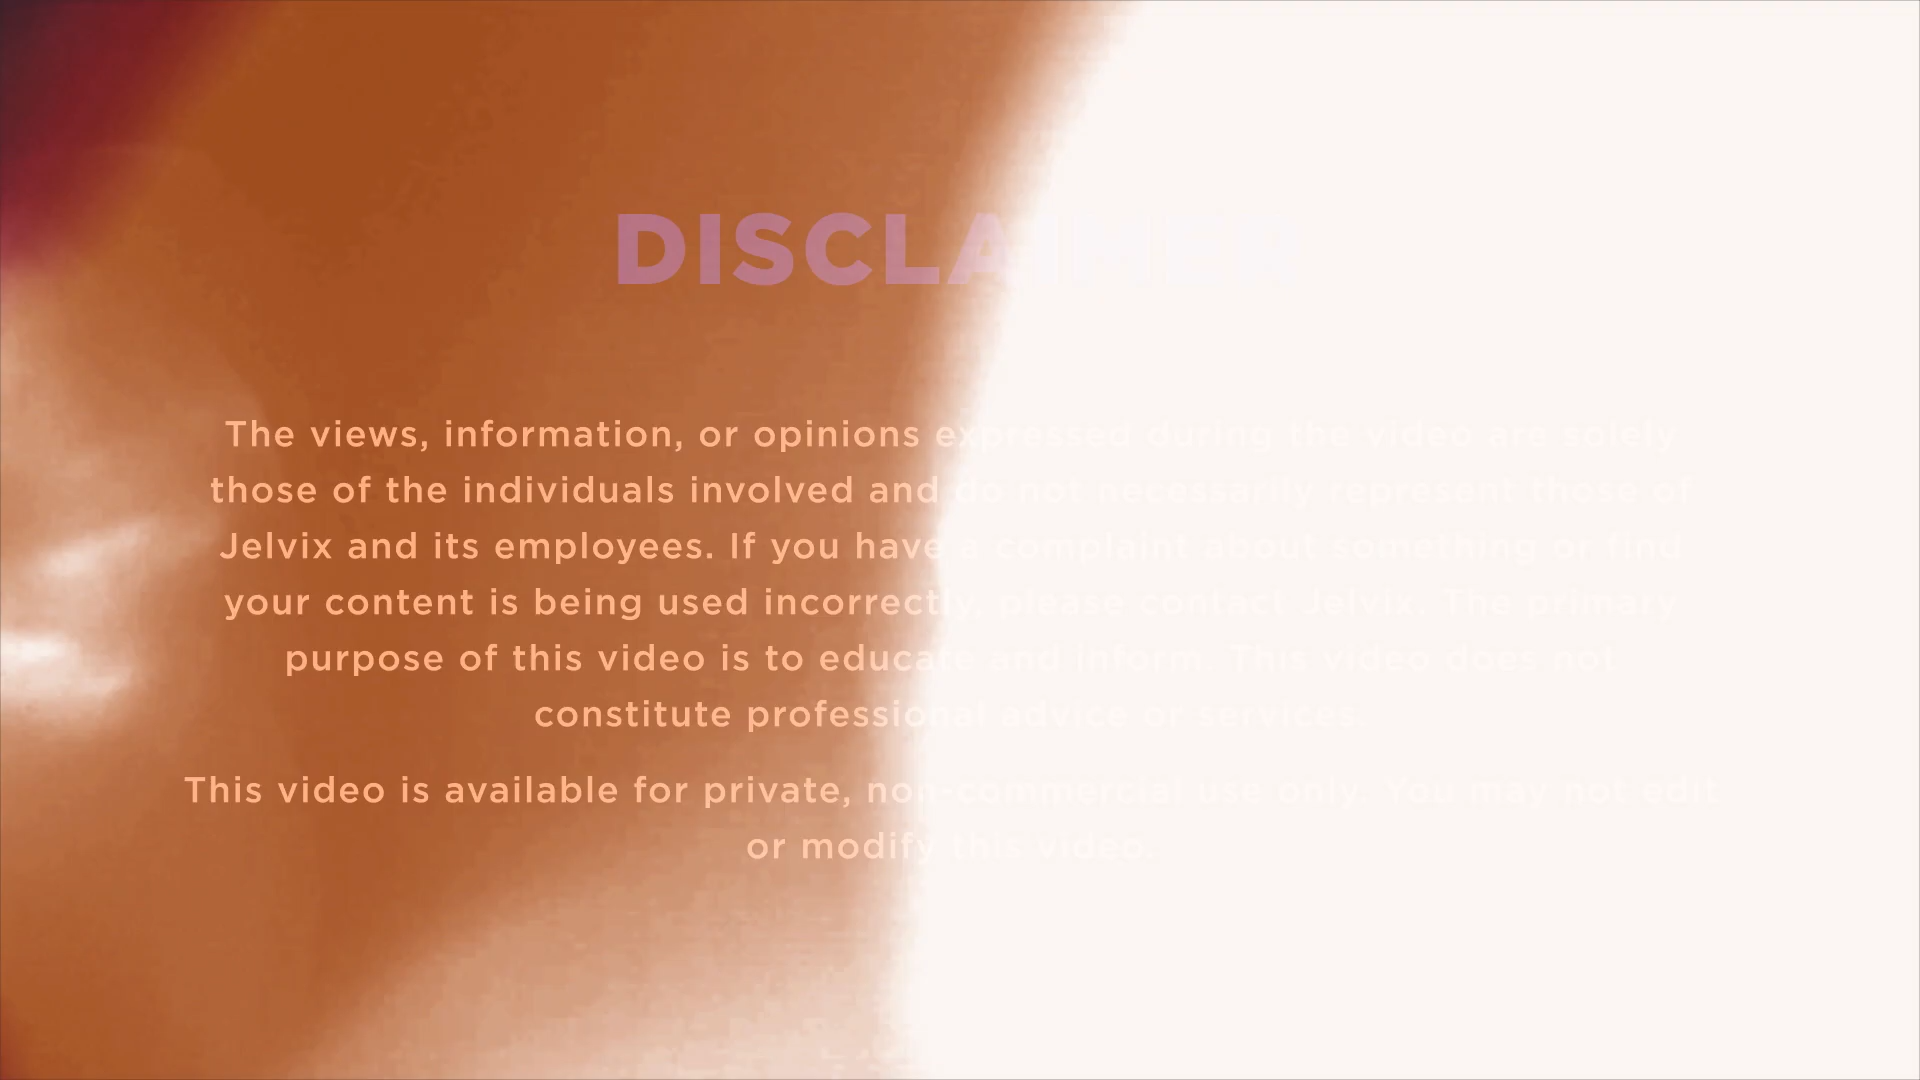 DISCLAIMER
The views, information, or opinions expressed during the video are solely
those of the individuals involved and do not necessarily represent those of
Jelvix and its employees. If you have a complaint about something or find
your content is being used incorrectly, please contact Jelvix. The primary
purpose of this video is to educate and inform. This video does not
constitute professional advice or services.
This video is available for private, non-commercial use only. You may not edit
or modify this video.